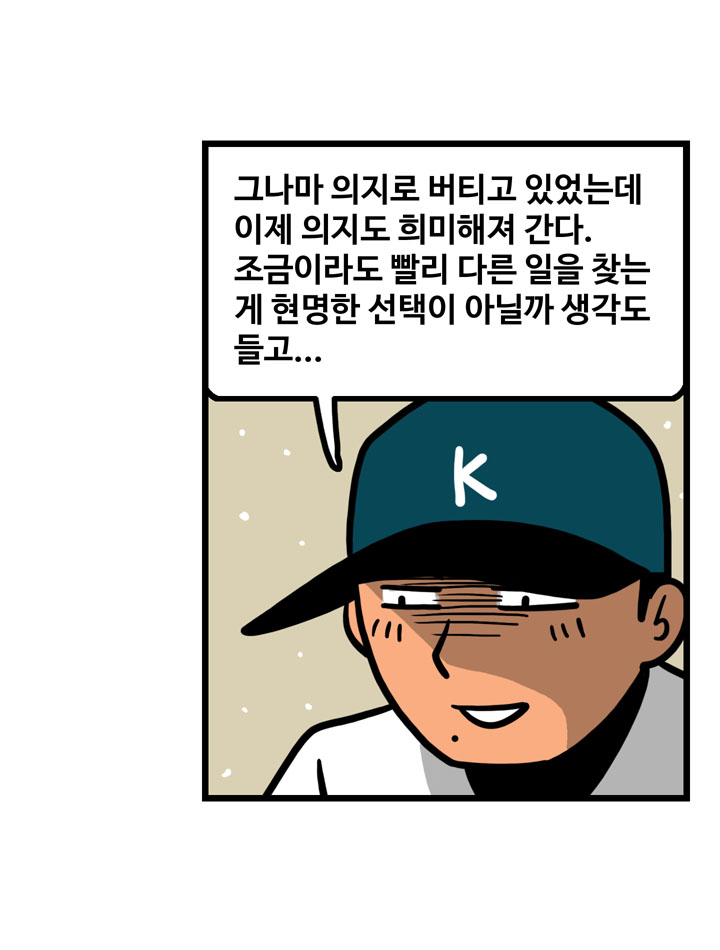 그나마 의지로 버티고 있었는데
이제 의지도 희미해져 간다.
조금이라도 빨리 다른 일을 찾는
게 현명한 선택이 아닐까 생각도
들고...
K